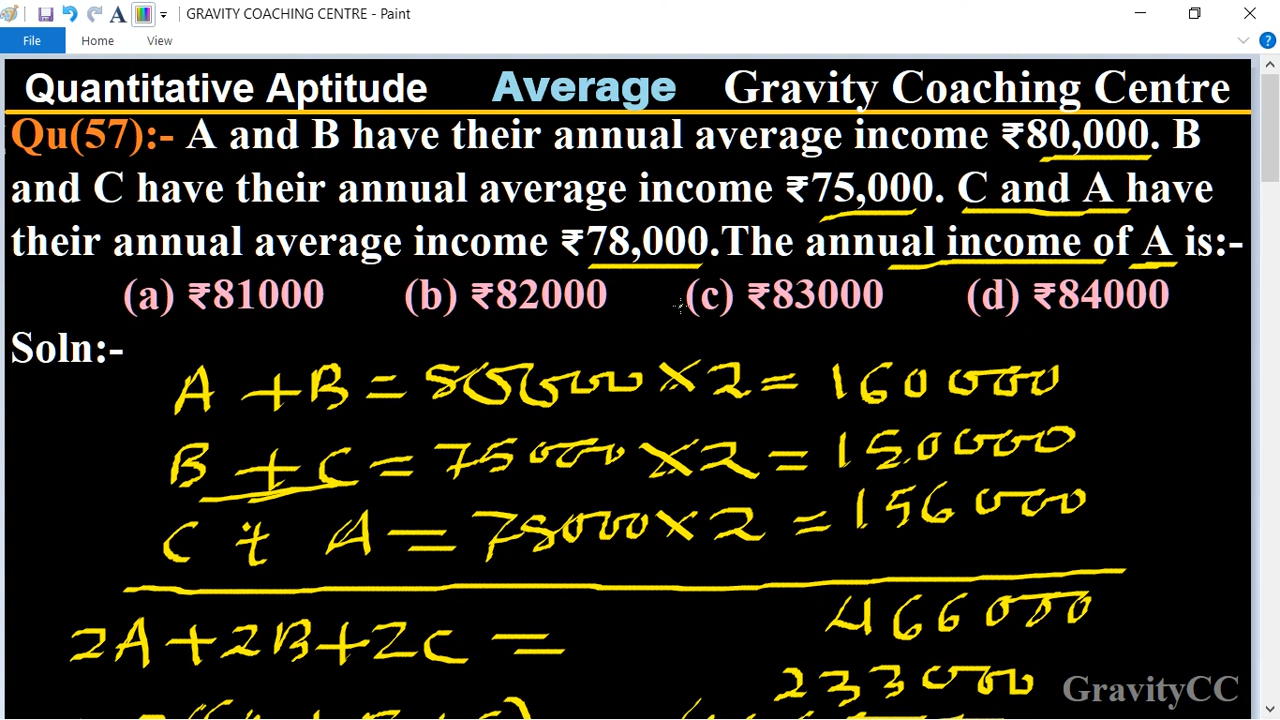 GRAVITY COACHING CENTRE - Paint
File Home View
Quantitative Aptitude Average Gravity Coaching Centre
Qu(57):- A and B have their annual average income ₹80,000. B
and C have their annual average income ₹75,000. C and A have
their annual average income ₹78,000.The annual income of A is:-
(a) ₹81000 (b) ₹82000 (c) ₹83000 (d) ₹84000
Soln:-
A + B = 80000 × 2 = 160000
B + C = 75000 × 2 = 150000
C + A = 78000 × 2 = 156000
2A + 2B + 2C = 466000
233000
GravityCC